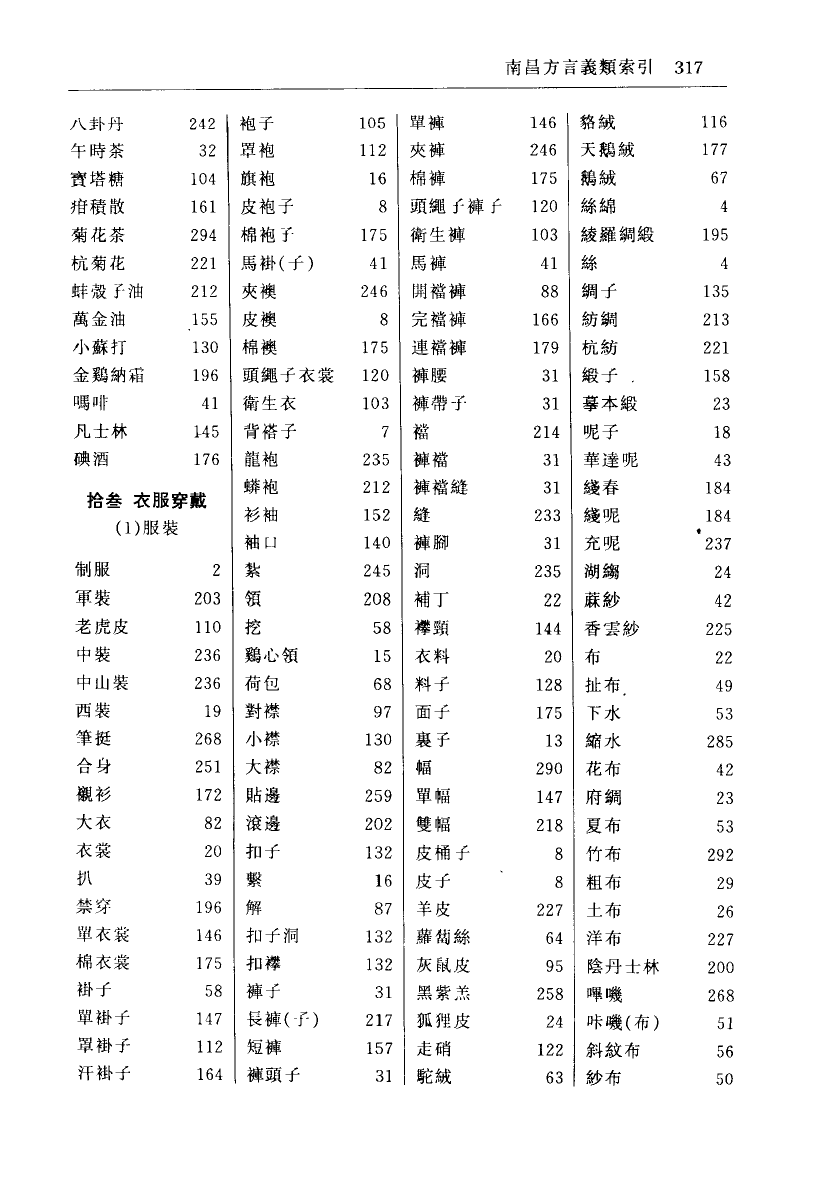 南昌方言義類索引 317
八卦丹 242
午時茶 32
寶塔糖 104
疳積散 161
菊花茶 294
杭菊花 221
蚌殼子油 212
萬金油 155
小蘇打 130
金鷄納霜 196
嗎啡 41
凡士林 145
碘酒 176
拾叁 衣服穿戴
(1)服裝
制服 2
軍裝 203
老虎皮 110
中裝 236
中山裝 236
西裝 19
筆挺 268
合身 251
襯衫 172
大衣 82
衣裳 20
扒 39
禁穿 196
單衣裳 146
棉衣裳 175
褂子 58
單褂子 147
罩褂子 112
汗褂子 164
袍子 105
罩袍 112
旗袍 16
皮袍子 8
棉袍子 175
馬褂(子) 41
夾襖 246
皮襖 8
棉襖 175
頭繩子衣裳 120
衛生衣 103
背褡子 7
龍袍 235
蟒袍 212
衫袖 152
袖口 140
紮 245
領 208
挖 58
鷄心領 15
荷包 68
對襟 97
小襟 130
大襟 82
貼邊 259
滾邊 202
扣子 132
繫 16
解 87
扣子洞 132
扣襻 132
褲子 31
長褲(子) 217
短褲 157
褲頭子 31
單褲 146
夾褲 246
棉褲 175
頭繩子褲子 120
衛生褲 103
馬褲 41
開襠褲 88
完襠褲 166
連襠褲 179
褲腰 31
褲帶子 31
襠 214
褲襠 31
褲襠縫 31
縫 233
褲脚 31
洞 235
補丁 22
襻頸 144
衣料 20
料子 128
面子 175
裏子 13
幅 290
單幅 147
雙幅 218
皮桶子 8
皮子 8
羊皮 227
蘿蔔絲 64
灰鼠皮 95
黑紫羔 258
狐狸皮 24
走硝 122
駝絨 63
貉絨 116
天鵝絨 177
鵝絨 67
絲綿 4
綾羅綢緞 195
絲 4
綢子 135
紡綢 213
杭紡 221
緞子 158
摹本緞 23
呢子 18
華達呢 43
綫春 184
綫呢 184
充呢 237
湖縐 24
蔴紗 42
香雲紗 225
布 22
扯布 49
下水 53
縮水 285
花布 42
府綢 23
夏布 53
竹布 292
粗布 29
土布 26
洋布 227
陰丹士林 200
嗶嘰 268
咔嘰(布) 51
斜紋布 56
紗布 50